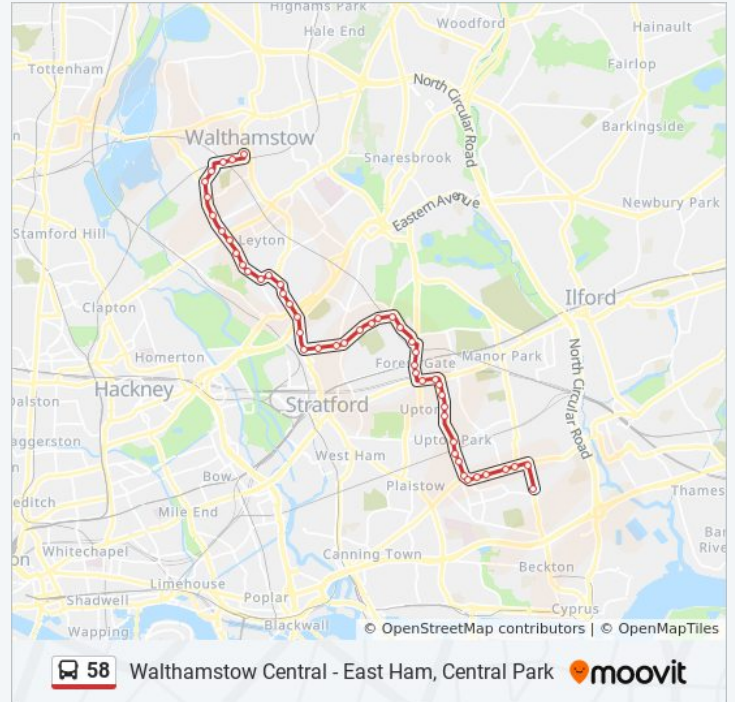 Highams Park
Woodford
Hainault
Hale End
Tottenham
North Circular Road
Fairlop
Walthamstow
Barkingside
Snaresbrook
Eastern Avenue
Newbury Park
Stamford Hill
Leyton
Ilford
Clapton
North Circular Road
Homerton
Forest Gate
Manor Park
Hackney
Dalston
Stratford
Upton
Haggerston
Upton Park
West Ham
Bow
Plaistow
Thames
Mile End
Whitechapel
Canning Town
Beckton
Limehouse
Shadwell
Poplar
Cyprus
Wapping
Blackwall
© OpenStreetMap contributors | © OpenMapTiles
58 Walthamstow Central - East Ham, Central Park moovit